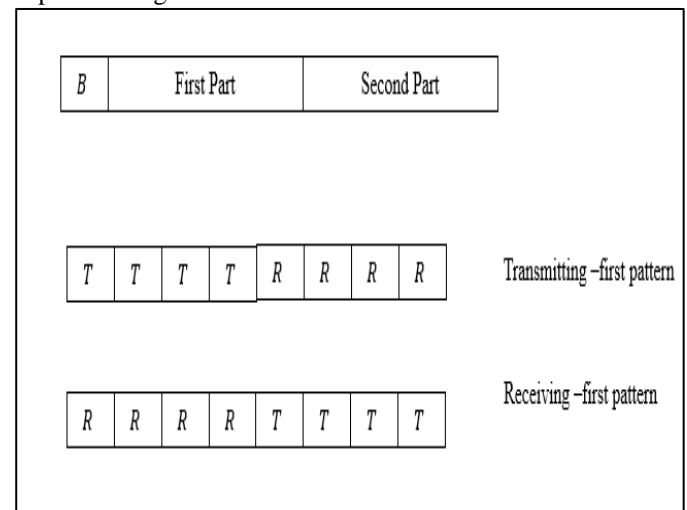 B First Part Second Part
T T T T R R R R Transmitting –first pattern
R R R R T T T T Receiving –first pattern